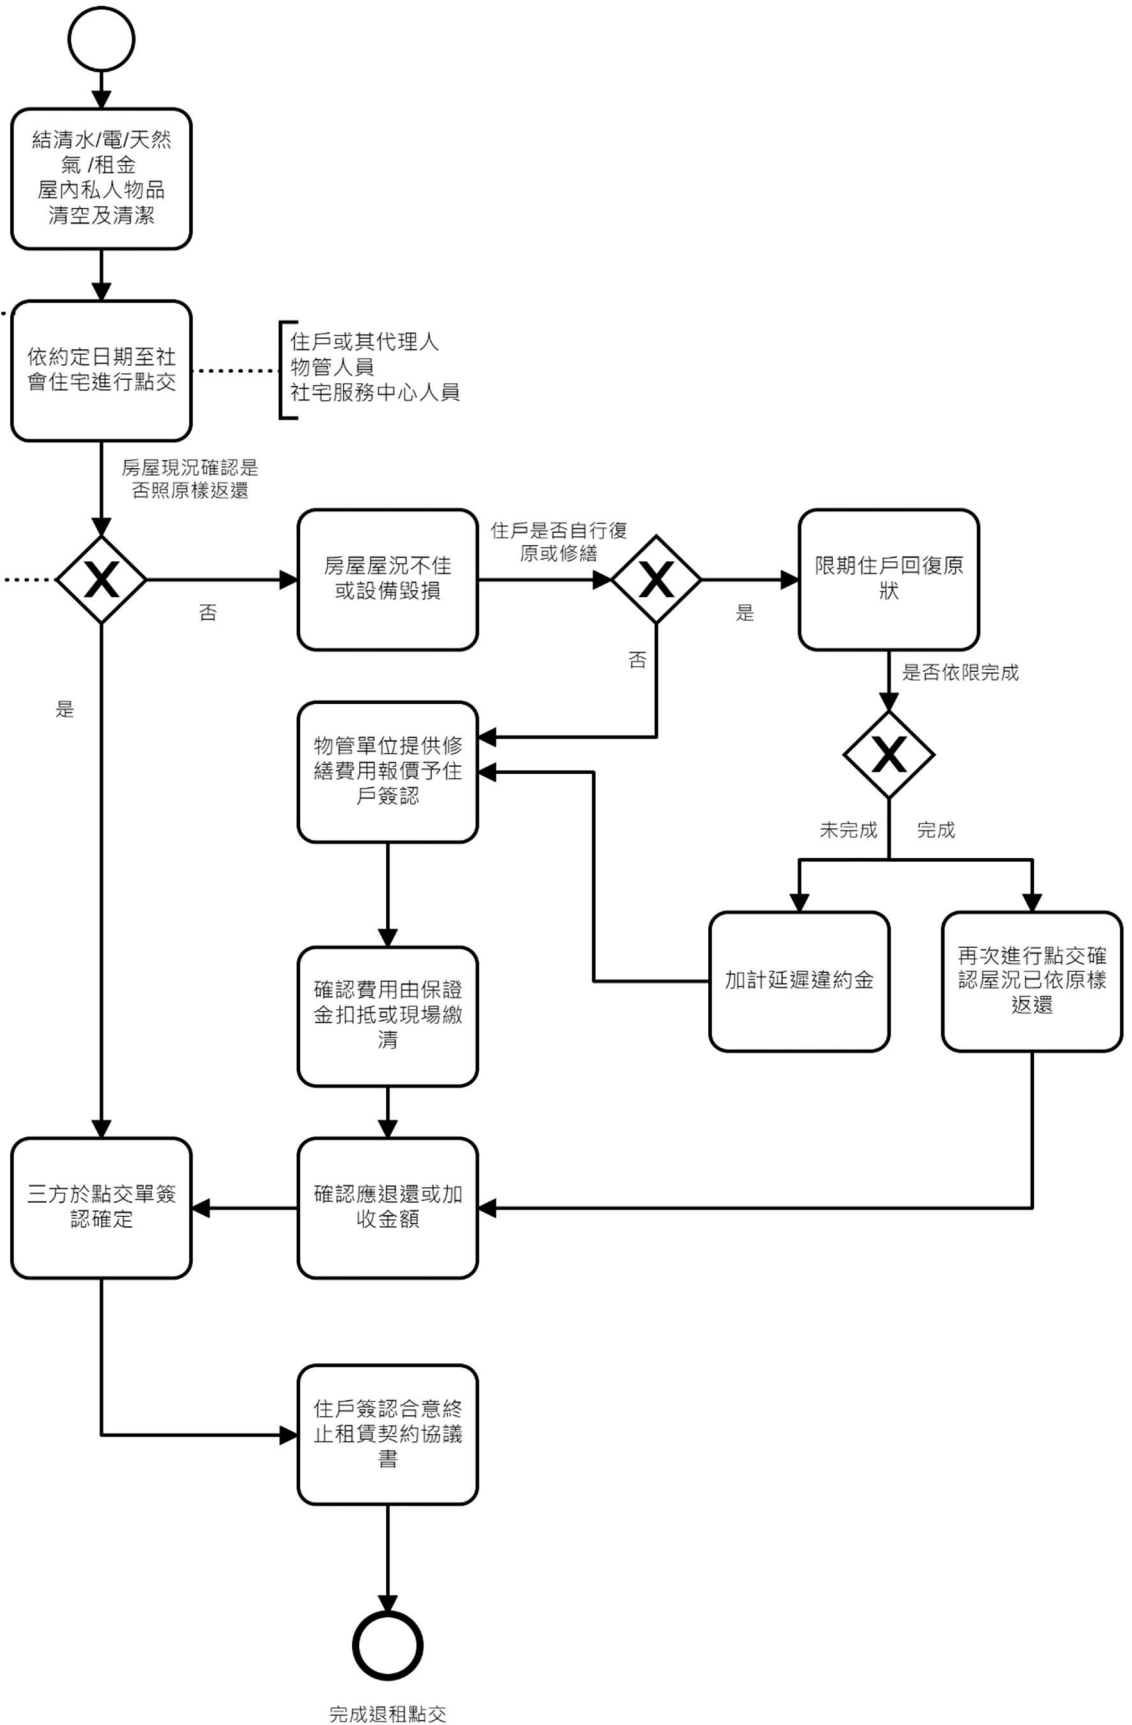 結清水/電/天然
氣 /租金
屋內私人物品
清空及清潔
依約定日期至社
會住宅進行點交
住戶或其代理人
物管人員
社宅服務中心人員
房屋現況確認是
否照原樣返還
X
否
是
房屋屋況不佳
或設備毀損
住戶是否自行復
原或修繕
X
是
否
限期住戶回復原
狀
是否依限完成
X
未完成
完成
物管單位提供修
繕費用報價予住
戶簽認
加計延遲違約金
再次進行點交確
認屋況已依原樣
返還
確認費用由保證
金扣抵或現場繳
清
三方於點交單簽
認確定
確認應退還或加
收金額
住戶簽認合意終
止租賃契約協議
書
完成退租點交